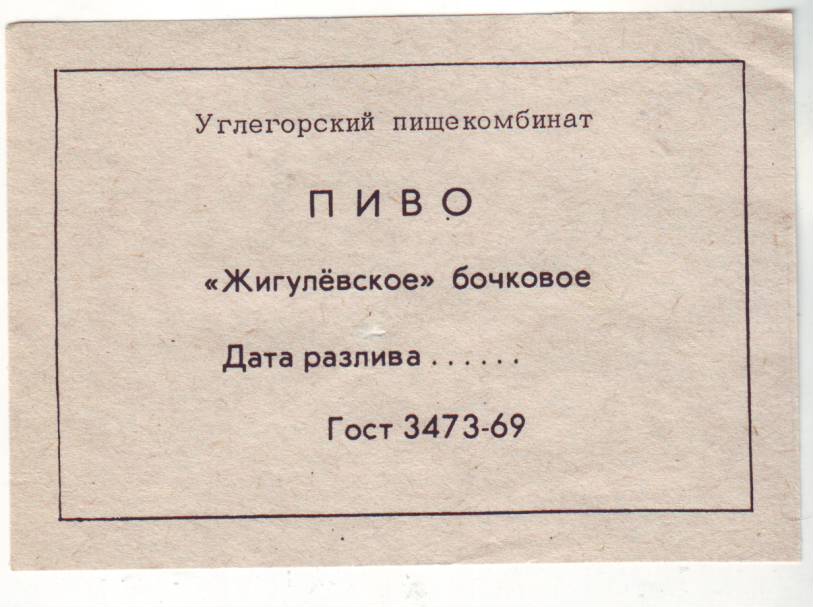 Углегорский пищекомбинат
ПИВО
«Жигулёвское» бочковое
Дата разлива ......
Гост 3473-69